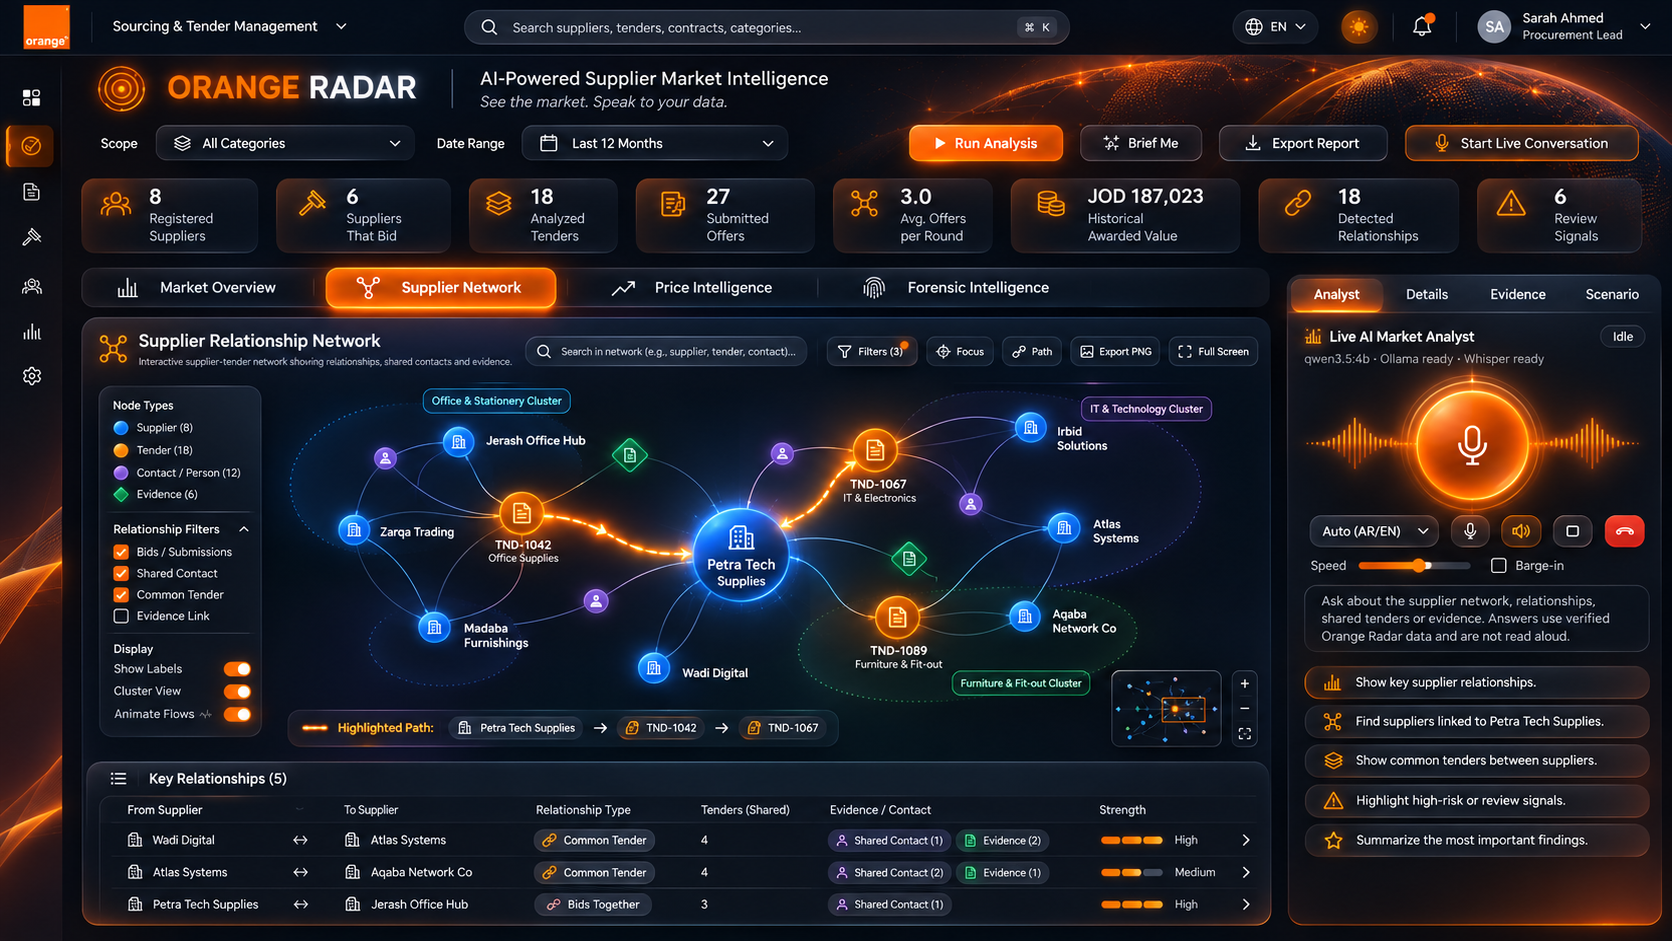 orange
Sourcing & Tender Management
Search suppliers, tenders, contracts, categories...
⌘ K
EN
SA
Sarah Ahmed
Procurement Lead
ORANGE RADAR
AI-Powered Supplier Market Intelligence
See the market. Speak to your data.
Scope
All Categories
Date Range
Last 12 Months
Run Analysis
Brief Me
Export Report
Start Live Conversation
8
Registered
Suppliers
6
Suppliers
That Bid
18
Analyzed
Tenders
27
Submitted
Offers
3.0
Avg. Offers
per Round
JOD 187,023
Historical
Awarded Value
18
Detected
Relationships
6
Review
Signals
Market Overview
Supplier Network
Price Intelligence
Forensic Intelligence
Supplier Relationship Network
Interactive supplier-tender network showing relationships, shared contacts and evidence.
Search in network (e.g., supplier, tender, contact)...
Filters (3)
Focus
Path
Export PNG
Full Screen
Node Types
Supplier (8)
Tender (18)
Contact / Person (12)
Evidence (6)
Relationship Filters
Bids / Submissions
Shared Contact
Common Tender
Evidence Link
Display
Show Labels
Cluster View
Animate Flows
Office & Stationery Cluster
Jerash Office Hub
Zarqa Trading
TND-1042
Office Supplies
Madaba
Furnishings
Petra Tech
Supplies
Wadi Digital
TND-1067
IT & Electronics
IT & Technology Cluster
Irbid
Solutions
Atlas
Systems
TND-1089
Furniture & Fit-out
Aqaba
Network Co
Furniture & Fit-out Cluster
Highlighted Path:
Petra Tech Supplies
→
TND-1042
→
TND-1067
+
−
Key Relationships (5)
From Supplier To Supplier Relationship Type Tenders (Shared) Evidence / Contact Strength
Wadi Digital ↔ Atlas Systems Common Tender 4 Shared Contact (1) Evidence (2) High
Atlas Systems ↔ Aqaba Network Co Common Tender 4 Shared Contact (2) Evidence (1) Medium
Petra Tech Supplies ↔ Jerash Office Hub Bids Together 3 Shared Contact (1) High
Analyst
Details
Evidence
Scenario
Live AI Market Analyst
Idle
qwen3.5:4b · Ollama ready · Whisper ready
Auto (AR/EN)
Speed
Barge-in
Ask about the supplier network, relationships,
shared tenders or evidence. Answers use verified
Orange Radar data and are not read aloud.
Show key supplier relationships.
Find suppliers linked to Petra Tech Supplies.
Show common tenders between suppliers.
Highlight high-risk or review signals.
Summarize the most important findings.